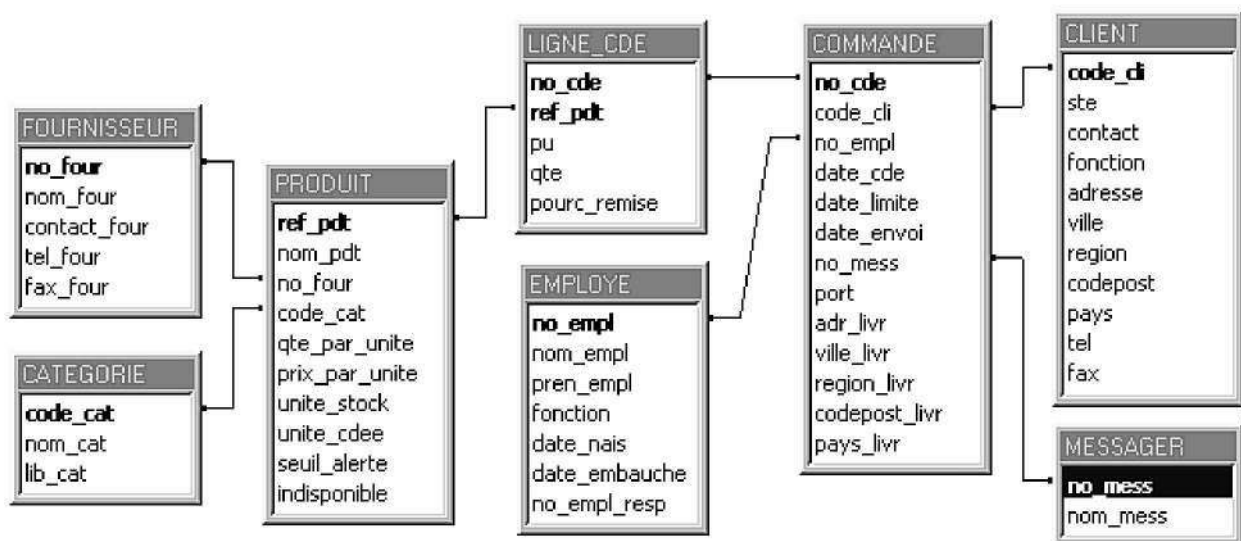 FOURNISSEUR
no_four
nom_four
contact_four
tel_four
fax_four
CATEGORIE
code_cat
nom_cat
lib_cat
PRODUIT
ref_pdt
nom_pdt
no_four
code_cat
qte_par_unite
prix_par_unite
unite_stock
unite_cdee
seuil_alerte
indisponible
LIGNE_CDE
no_cde
ref_pdt
pu
qte
pourc_remise
EMPLOYE
no_empl
nom_empl
pren_empl
fonction
date_nais
date_embauche
no_empl_resp
COMMANDE
no_cde
code_cli
no_empl
date_cde
date_limite
date_envoi
no_mess
port
adr_livr
ville_livr
region_livr
codepost_livr
pays_livr
CLIENT
code_cli
ste
contact
fonction
adresse
ville
region
codepost
pays
tel
fax
MESSAGER
no_mess
nom_mess